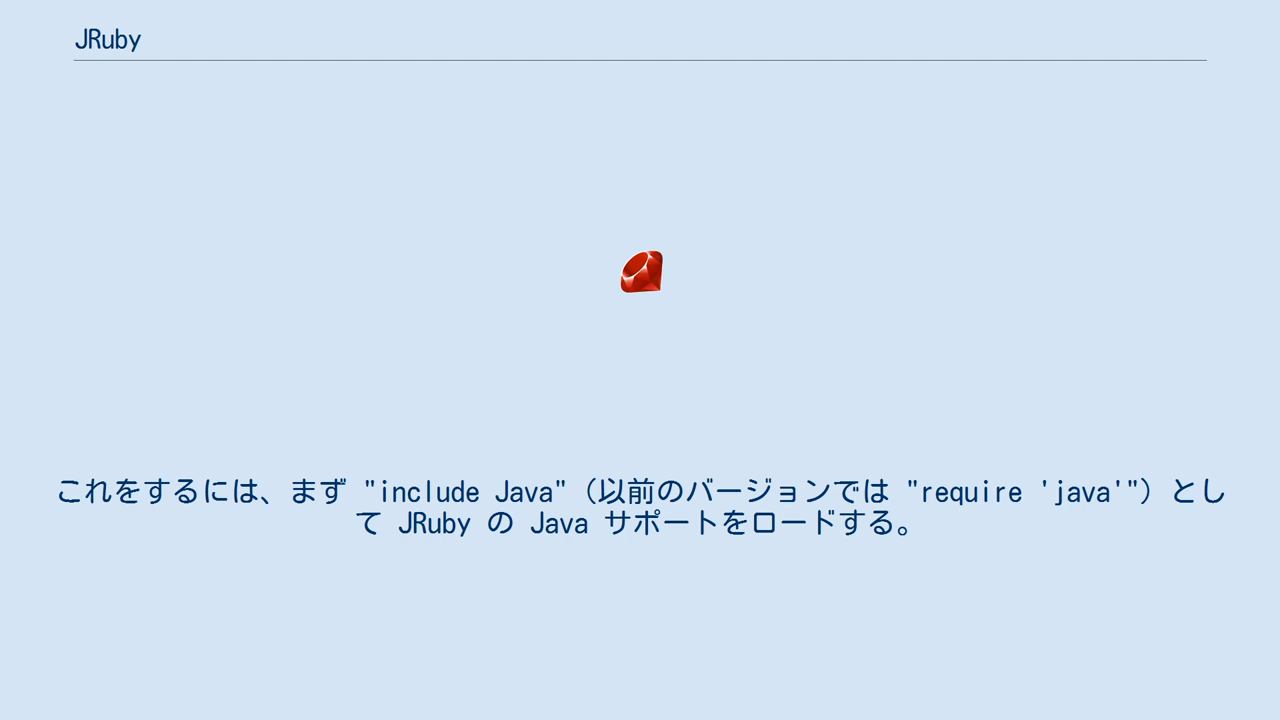 JRuby
これをするには、まず "include Java"（以前のバージョンでは "require 'java'"）とし
て JRuby の Java サポートをロードする。